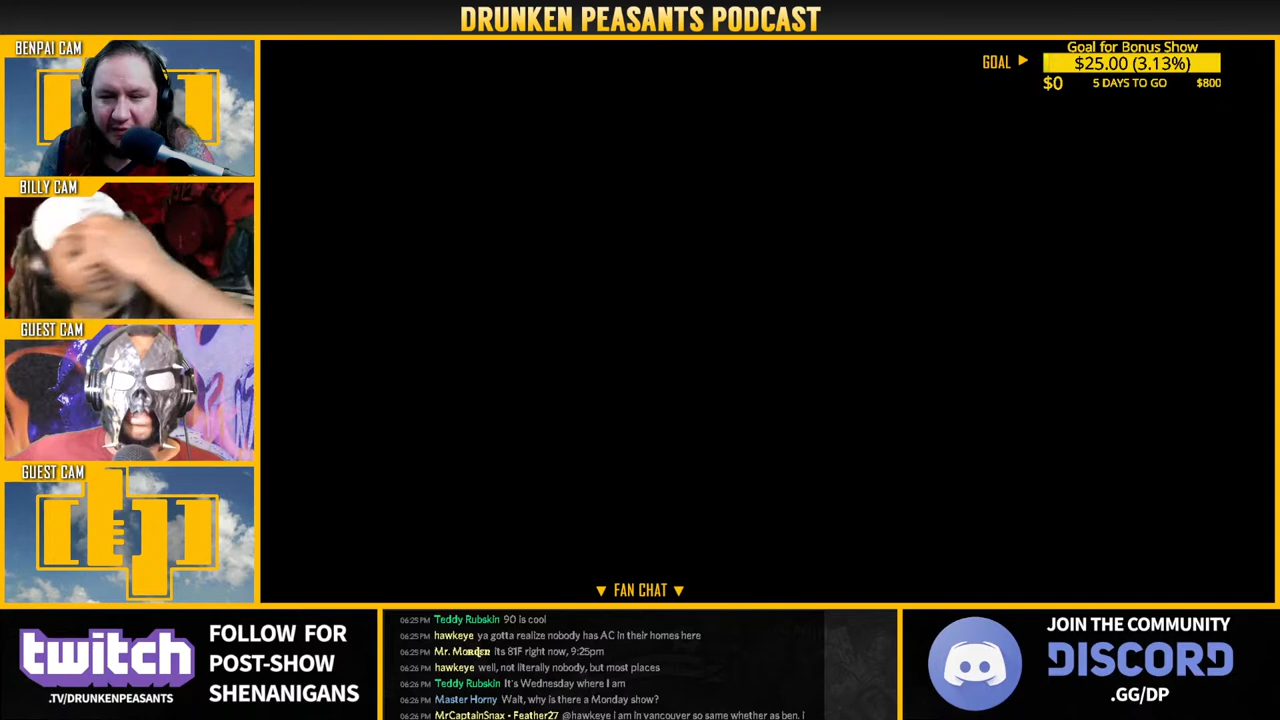 DRUNKEN PEASANTS PODCAST
BENPAI CAM
GOAL
Goal for Bonus Show
$25.00 (3.13%)
$0 5 DAYS TO GO $800
BILLY CAM
GUEST CAM
GUEST CAM
▼ FAN CHAT ▼
twitch
.TV/DRUNKENPEASANTS
FOLLOW FOR
POST-SHOW
SHENANIGANS
06:25 PM Teddy Rubskin 90 is cool
06:25 PM hawkeye ya gotta realize nobody has AC in their homes here
06:25 PM Mr. its 81F right now, 9:25pm
06:26 PM hawkeye well, not literally nobody, but most places
06:26 PM Teddy Rubskin It's Wednesday where I am
06:26 PM Master Horny Wait, why is there a Monday show?
06:26 PM MrCaptainSnax • Feather27 @hawkeye i am in vancouver so same whether as ben. i
JOIN THE COMMUNITY
DISCORD
.GG/DP